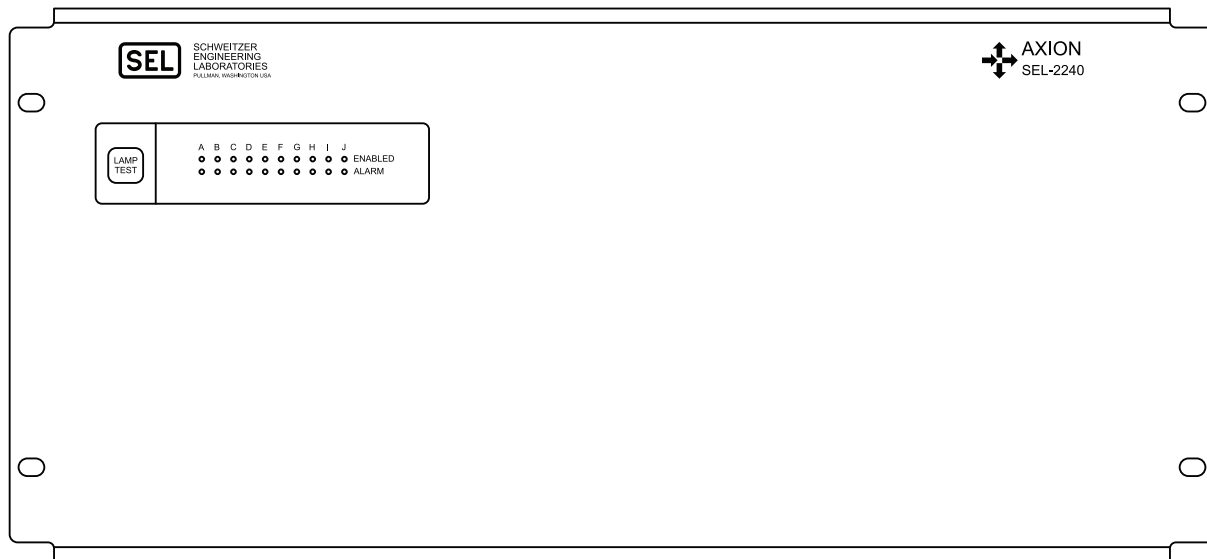 SEL
SCHWEITZER
ENGINEERING
LABORATORIES
PULLMAN, WASHINGTON USA
AXION
SEL-2240
LAMP
TEST
A B C D E F G H I J
ENABLED
ALARM